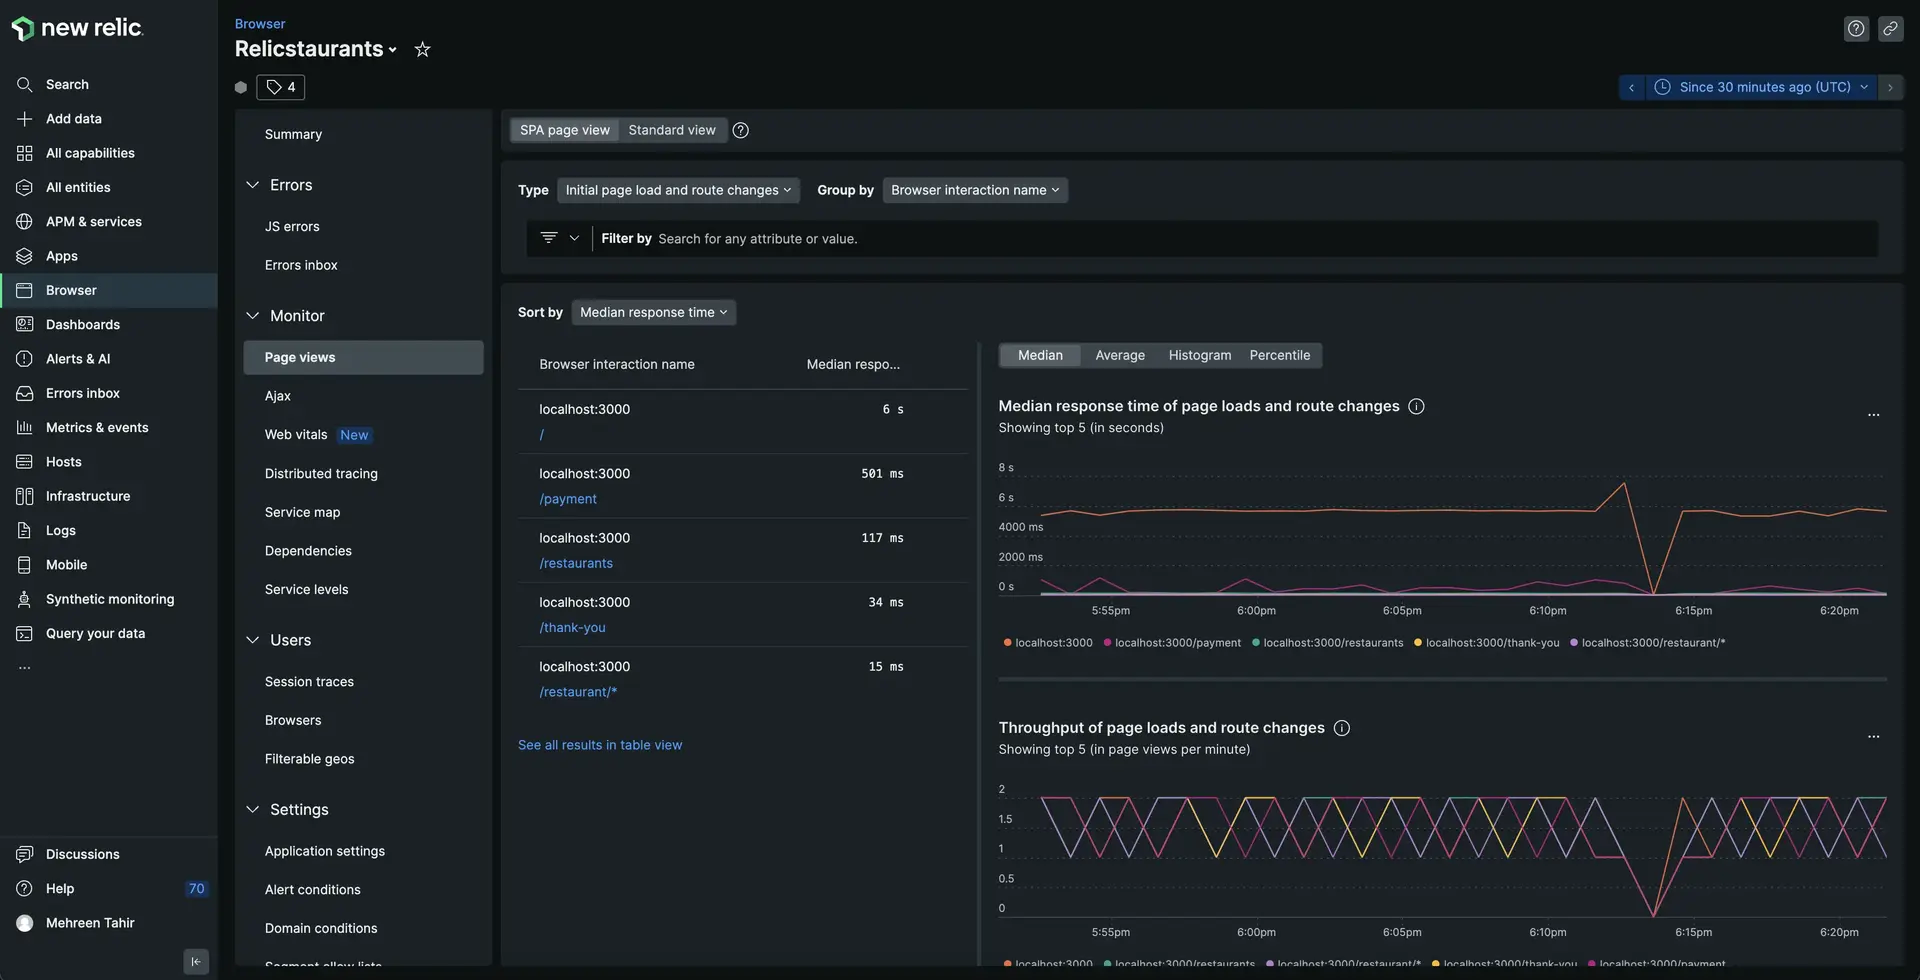 new relic.
Search
Add data
All capabilities
All entities
APM & services
Apps
Browser
Dashboards
Alerts & AI
Errors inbox
Metrics & events
Hosts
Infrastructure
Logs
Mobile
Synthetic monitoring
Query your data
...
Discussions
Help 70
Mehreen Tahir
Browser
Relicstaurants
4
Since 30 minutes ago (UTC)
Summary
Errors
JS errors
Errors inbox
Monitor
Page views
Ajax
Web vitals New
Distributed tracing
Service map
Dependencies
Service levels
Users
Session traces
Browsers
Filterable geos
Settings
Application settings
Alert conditions
Domain conditions
Segment allow lists
SPA page view Standard view
Type Initial page load and route changes Group by Browser interaction name
Filter by Search for any attribute or value.
Sort by Median response time
Browser interaction name Median respo...
localhost:3000 6 s
/
localhost:3000 501 ms
/payment
localhost:3000 117 ms
/restaurants
localhost:3000 34 ms
/thank-you
localhost:3000 15 ms
/restaurant/*
See all results in table view
Median Average Histogram Percentile
Median response time of page loads and route changes
...
Showing top 5 (in seconds)
8 s
6 s
4000 ms
2000 ms
0 s
5:55pm 6:00pm 6:05pm 6:10pm 6:15pm 6:20pm
localhost:3000 localhost:3000/payment localhost:3000/restaurants localhost:3000/thank-you localhost:3000/restaurant/*
Throughput of page loads and route changes
...
Showing top 5 (in page views per minute)
2
1.5
1
0.5
0
5:55pm 6:00pm 6:05pm 6:10pm 6:15pm 6:20pm
localhost:3000 localhost:3000/restaurants localhost:3000/restaurant/* localhost:3000/thank-you localhost:3000/payment